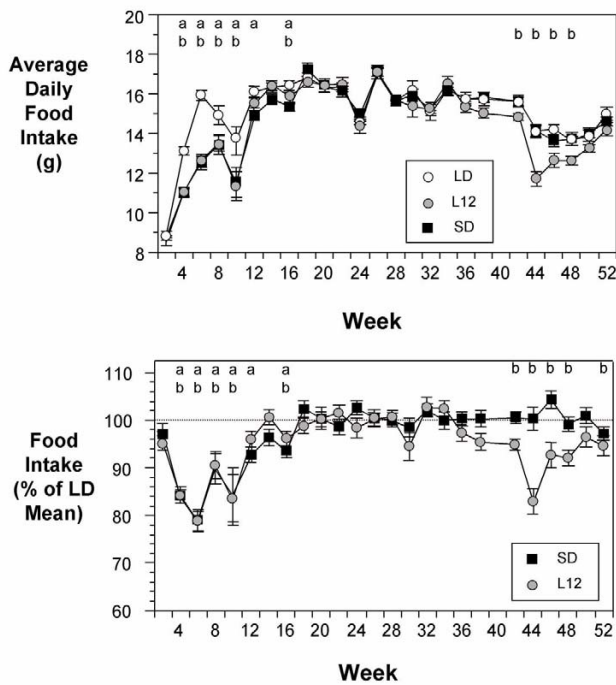 a a a a a a
b b b b b b b b b
Average
Daily
Food
Intake
(g)
18
16
14
12
10
8
LD
L12
SD
4 8 12 16 20 24 28 32 36 40 44 48 52
Week
a a a a a a
b b b b b b b b b b
Food
Intake
(% of LD
Mean)
110
100
90
80
70
60
SD
L12
4 8 12 16 20 24 28 32 36 40 44 48 52
Week